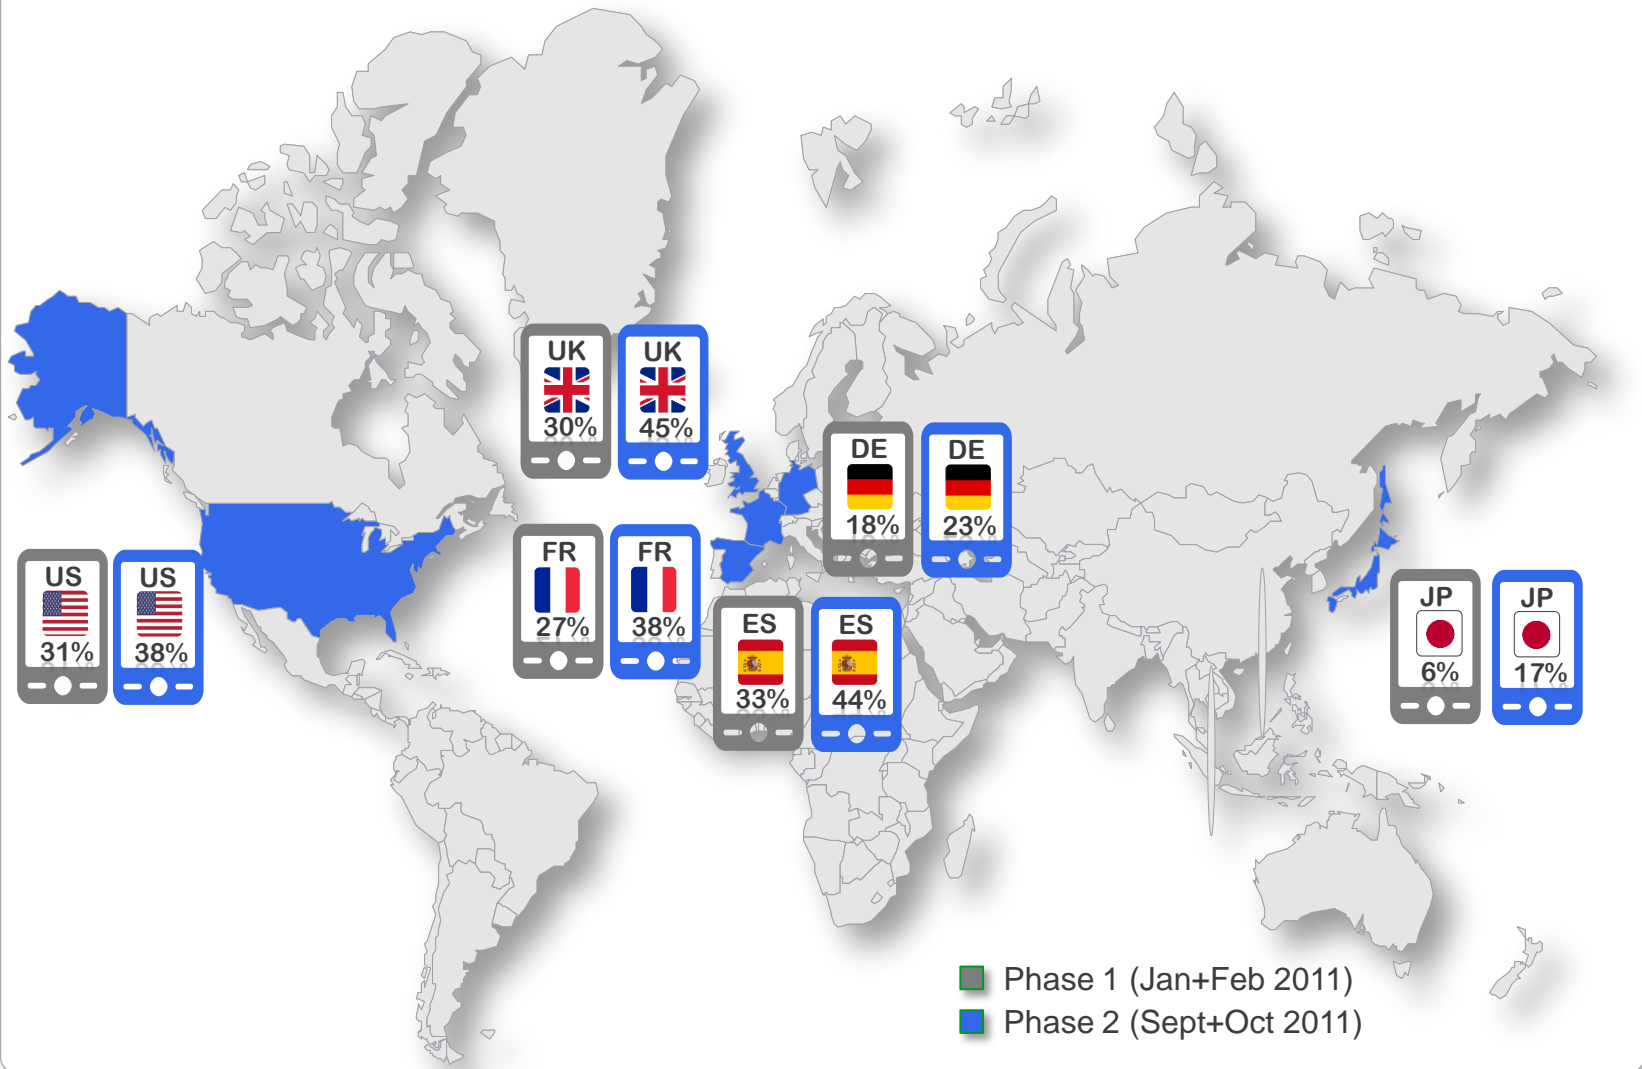 UK
30%
UK
45%
DE
18%
DE
23%
US
31%
US
38%
FR
27%
FR
38%
ES
33%
ES
44%
JP
6%
JP
17%
Phase 1 (Jan+Feb 2011)
Phase 2 (Sept+Oct 2011)